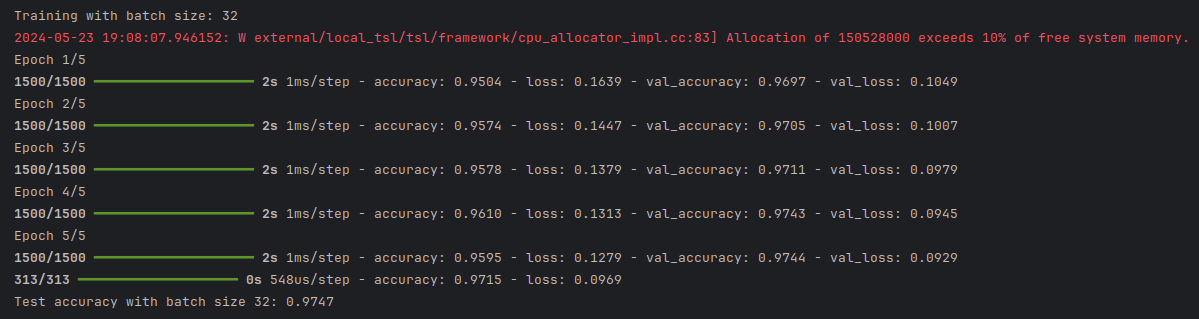 Training with batch size: 32
2024-05-23 19:08:07.946152: W external/local_tsl/tsl/framework/cpu_allocator_impl.cc:83] Allocation of 150528000 exceeds 10% of free system memory.
Epoch 1/5
1500/1500 ━━━━━━━━━━━━━━━━━━━━ 2s 1ms/step - accuracy: 0.9504 - loss: 0.1639 - val_accuracy: 0.9697 - val_loss: 0.1049
Epoch 2/5
1500/1500 ━━━━━━━━━━━━━━━━━━━━ 2s 1ms/step - accuracy: 0.9574 - loss: 0.1447 - val_accuracy: 0.9705 - val_loss: 0.1007
Epoch 3/5
1500/1500 ━━━━━━━━━━━━━━━━━━━━ 2s 1ms/step - accuracy: 0.9578 - loss: 0.1379 - val_accuracy: 0.9711 - val_loss: 0.0979
Epoch 4/5
1500/1500 ━━━━━━━━━━━━━━━━━━━━ 2s 1ms/step - accuracy: 0.9610 - loss: 0.1313 - val_accuracy: 0.9743 - val_loss: 0.0945
Epoch 5/5
1500/1500 ━━━━━━━━━━━━━━━━━━━━ 2s 1ms/step - accuracy: 0.9595 - loss: 0.1279 - val_accuracy: 0.9744 - val_loss: 0.0929
313/313 ━━━━━━━━━━━━━━━━━━━━ 0s 548us/step - accuracy: 0.9715 - loss: 0.0969
Test accuracy with batch size 32: 0.9747